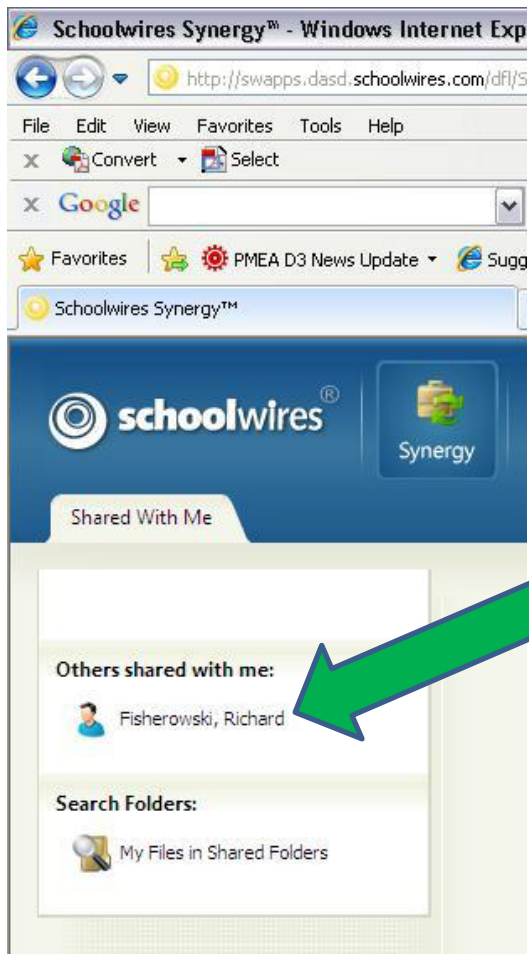 Schoolwires Synergy™ - Windows Internet Exp
http://swapps.dasd.schoolwires.com/dfl/S
File Edit View Favorites Tools Help
x Convert Select
x Google
Favorites PMEA D3 News Update Sugg
Schoolwires Synergy™
schoolwires®
Synergy
Shared With Me
Others shared with me:
Fisherowski, Richard
Search Folders:
My Files in Shared Folders